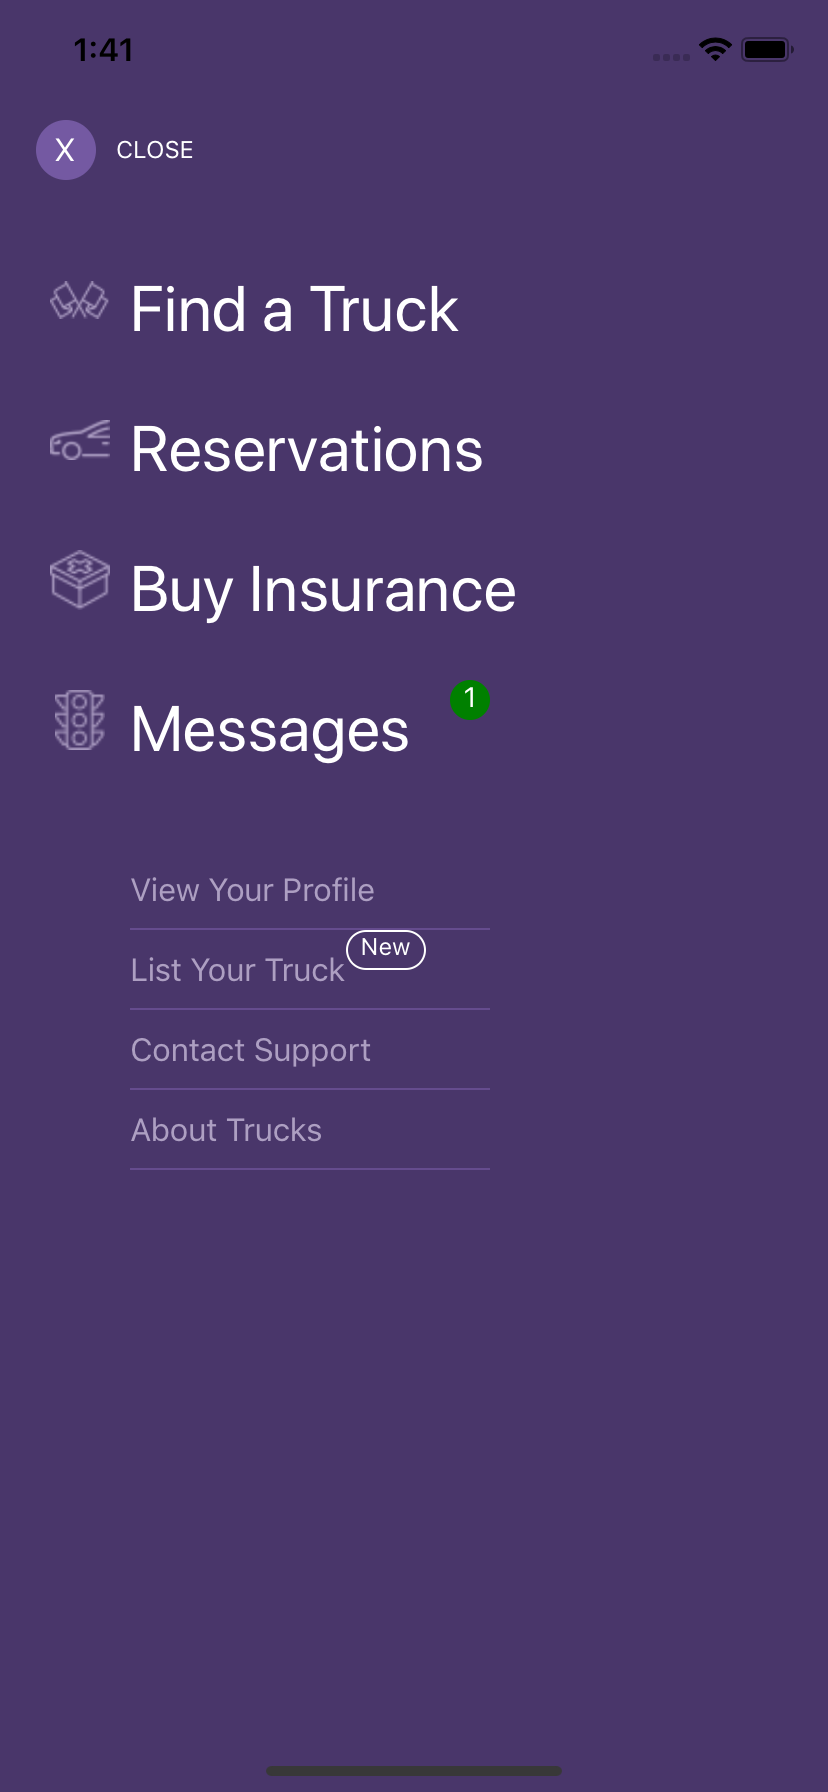 1:41
X CLOSE
Find a Truck
Reservations
Buy Insurance
Messages 1
View Your Profile
List Your Truck New
Contact Support
About Trucks